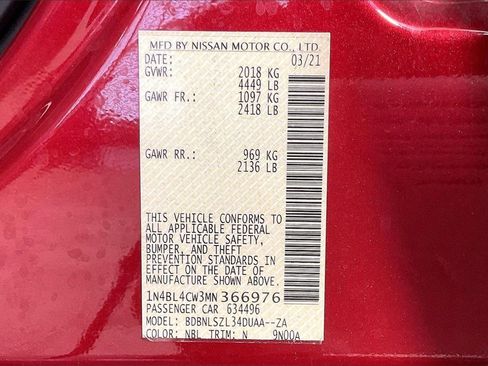 MFD BY NISSAN MOTOR CO., LTD.
DATE: 03/21
GVWR: 2018 KG
4449 LB
GAWR FR.: 1097 KG
2418 LB
GAWR RR.: 969 KG
2136 LB
THIS VEHICLE CONFORMS TO
ALL APPLICABLE FEDERAL
MOTOR VEHICLE SAFETY,
BUMPER, AND THEFT
PREVENTION STANDARDS
IN EFFECT ON THE DATE OF
MANUFACTURE SHOWN ABOVE.
1N4BL4CW3MN366976
PASSENGER CAR 634496
MODEL: BDBNLSZL34DUAA--ZA
COLOR: NBL TRIM: N 9N00A